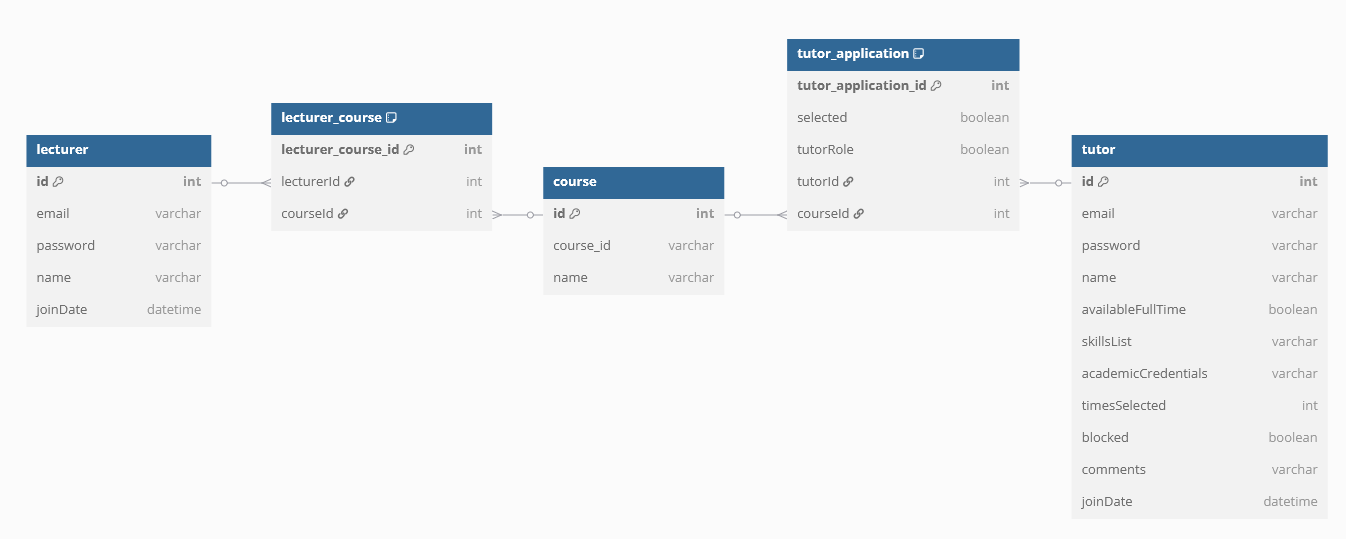 lecturer
id int
email varchar
password varchar
name varchar
joinDate datetime
lecturer_course
lecturer_course_id int
lecturerId int
courseId int
course
id int
course_id varchar
name varchar
tutor_application
tutor_application_id int
selected boolean
tutorRole boolean
tutorId int
courseId int
tutor
id int
email varchar
password varchar
name varchar
availableFullTime boolean
skillsList varchar
academicCredentials varchar
timesSelected int
blocked boolean
comments varchar
joinDate datetime